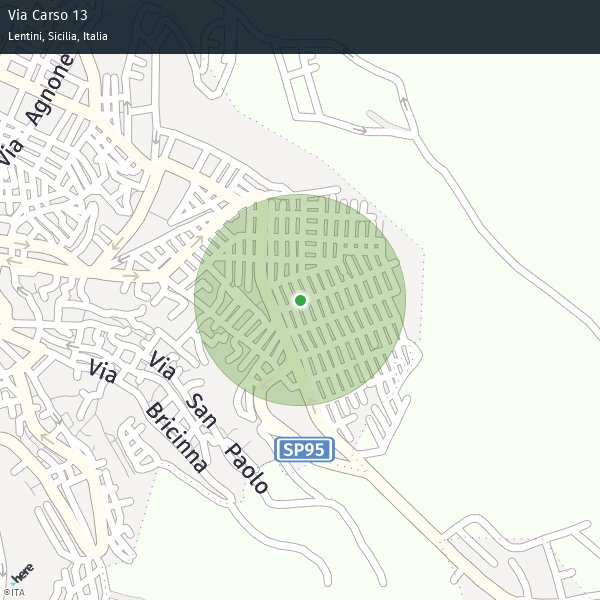 Via Carso 13
Lentini, Sicilia, Italia
Via Agnone
Via Bricinna
Via San Paolo
SP95
here
©ITA